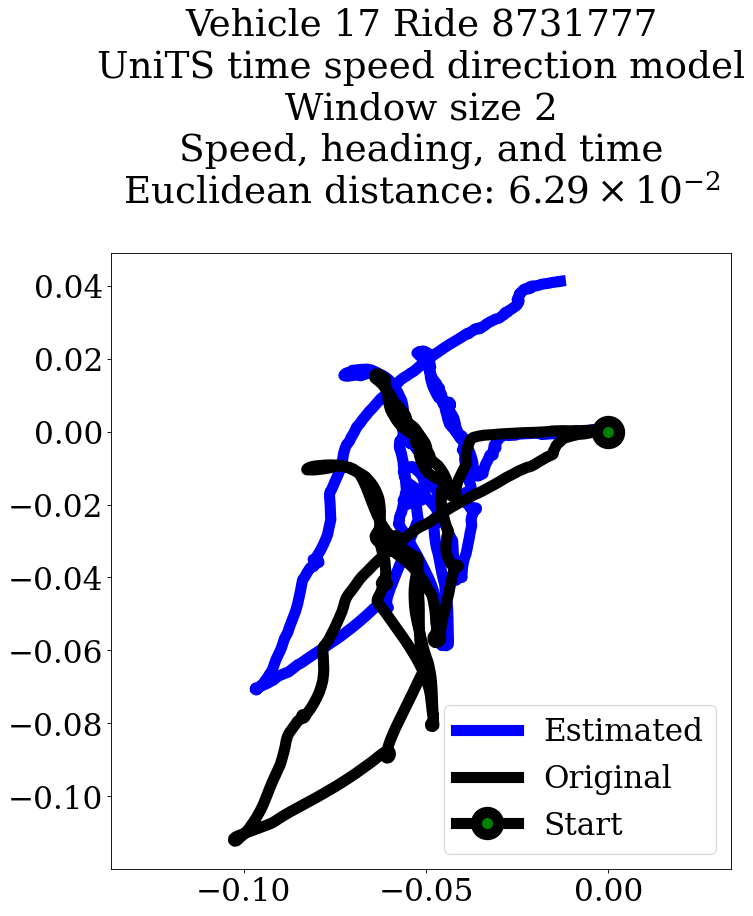 Vehicle 17 Ride 8731777
UniTS time speed direction model
Window size 2
Speed, heading, and time
Euclidean distance: 6.29 × 10⁻²
0.04
0.02
0.00
−0.02
−0.04
−0.06
−0.08
−0.10
Estimated
Original
Start
−0.10
−0.05
0.00